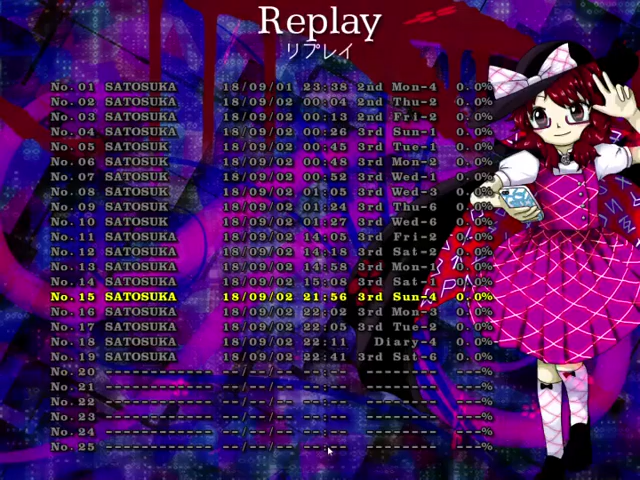 Replay
リプレイ
No. 01 SATOSUKA 18/09/01 23:38 2nd Mon-4 0.0%
No. 02 SATOSUKA 18/09/02 00:04 2nd Thu-2 0.0%
No. 03 SATOSUKA 18/09/02 00:13 2nd Fri-2 0.0%
No. 04 SATOSUKA 18/09/02 00:26 3rd Sun-1 0.0%
No. 05 SATOSUK 18/09/02 00:45 3rd Tue-1 0.0%
No. 06 SATOSUK 18/09/02 00:48 3rd Mon-2 0.0%
No. 07 SATOSUK 18/09/02 00:52 3rd Wed-1 0.0%
No. 08 SATOSUK 18/09/02 01:05 3rd Wed-3 0.0%
No. 09 SATOSUK 18/09/02 01:24 3rd Thu-6 0.0%
No. 10 SATOSUK 18/09/02 01:27 3rd Wed-6 0.0%
No. 11 SATOSUKA 18/09/02 14:05 3rd Fri-2 0.0%
No. 12 SATOSUKA 18/09/02 14:18 3rd Sat-2 0.0%
No. 13 SATOSUKA 18/09/02 14:58 3rd Mon-1 0.0%
No. 14 SATOSUKA 18/09/02 15:08 3rd Sat-1 0.0%
No. 15 SATOSUKA 18/09/02 21:56 3rd Sun-4 0.0%
No. 16 SATOSUKA 18/09/02 22:02 3rd Mon-3 0.0%
No. 17 SATOSUKA 18/09/02 22:05 3rd Tue-2 0.0%
No. 18 SATOSUKA 18/09/02 22:11 Diary-4 0.0%
No. 19 SATOSUKA 18/09/02 22:41 3rd Sat-6 0.0%
No. 20 ------------ --/--/-- --:-- ------- ---%
No. 21 ------------ --/--/-- --:-- ------- ---%
No. 22 ------------ --/--/-- --:-- ------- ---%
No. 23 ------------ --/--/-- --:-- ------- ---%
No. 24 ------------ --/--/-- --:-- ------- ---%
No. 25 ------------ --/--/-- --:-- ------- ---%